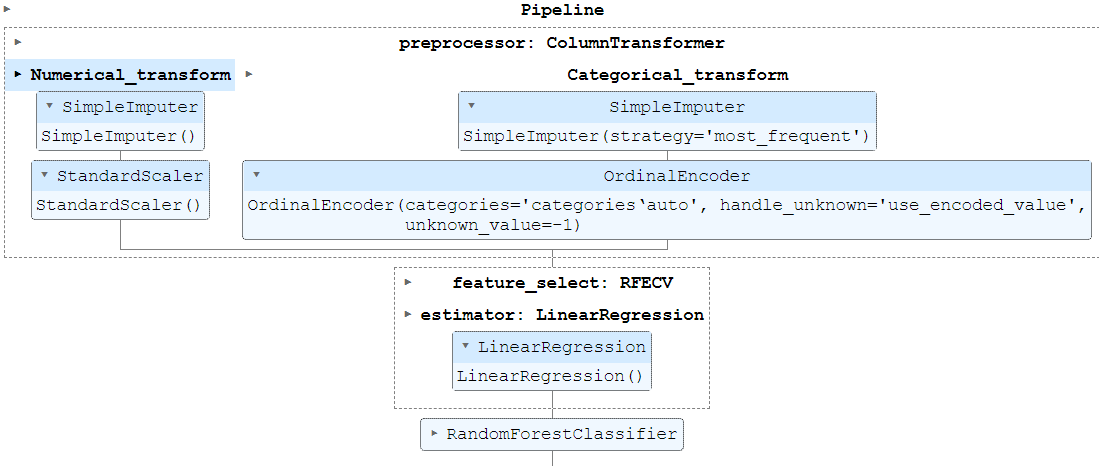 Pipeline
preprocessor: ColumnTransformer
Numerical_transform
Categorical_transform
SimpleImputer
SimpleImputer()
SimpleImputer
SimpleImputer(strategy='most_frequent')
StandardScaler
StandardScaler()
OrdinalEncoder
OrdinalEncoder(categories='categories‵auto', handle_unknown='use_encoded_value',
unknown_value=-1)
feature_select: RFECV
estimator: LinearRegression
LinearRegression
LinearRegression()
RandomForestClassifier